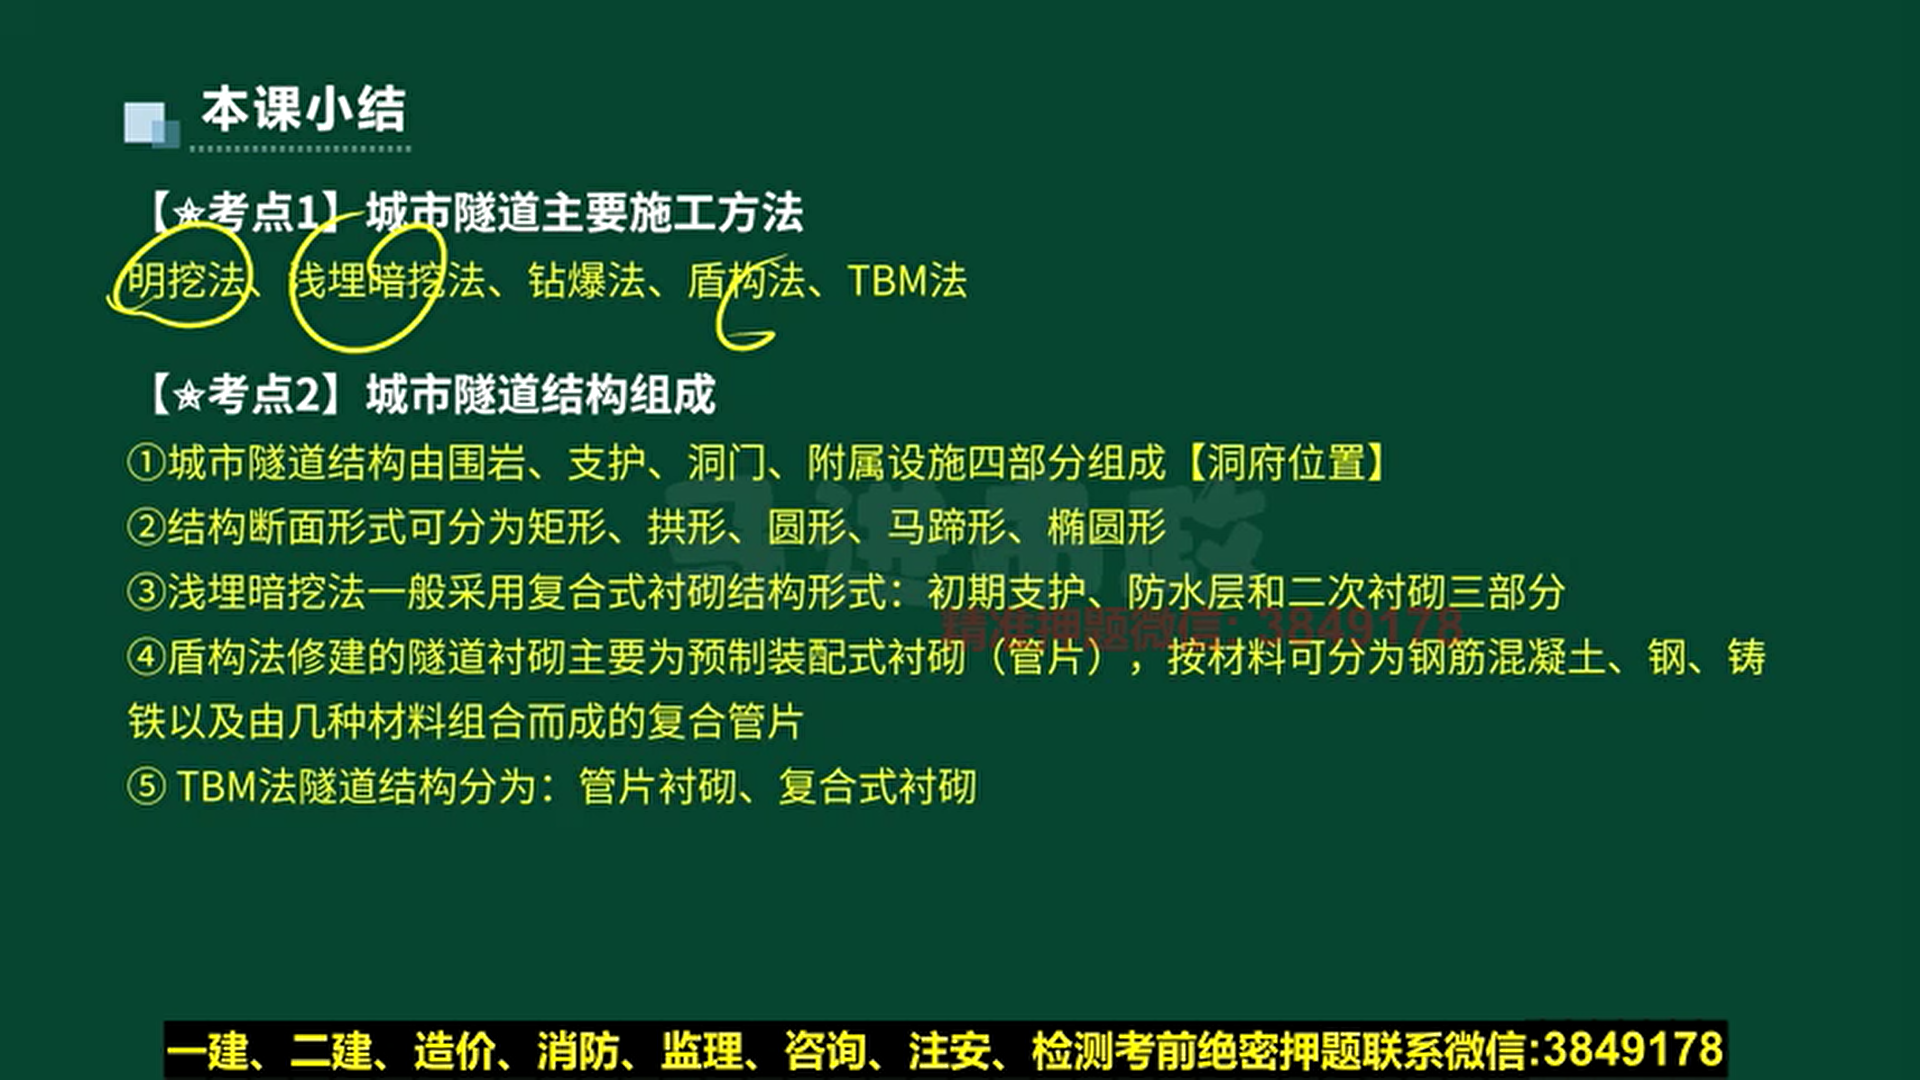 本课小结
【☆考点1】城市隧道主要施工方法
明挖法、浅埋暗挖法、钻爆法、盾构法、TBM法
【☆考点2】城市隧道结构组成
①城市隧道结构由围岩、支护、洞门、附属设施四部分组成【洞府位置】
②结构断面形式可分为矩形、拱形、圆形、马蹄形、椭圆形
③浅埋暗挖法一般采用复合式衬砌结构形式：初期支护、防水层和二次衬砌三部分
精准押题微信：3849178
④盾构法修建的隧道衬砌主要为预制装配式衬砌（管片），按材料可分为钢筋混凝土、钢、铸
铁以及由几种材料组合而成的复合管片
⑤ TBM法隧道结构分为：管片衬砌、复合式衬砌
一建、二建、造价、消防、监理、咨询、注安、检测考前绝密押题联系微信:3849178